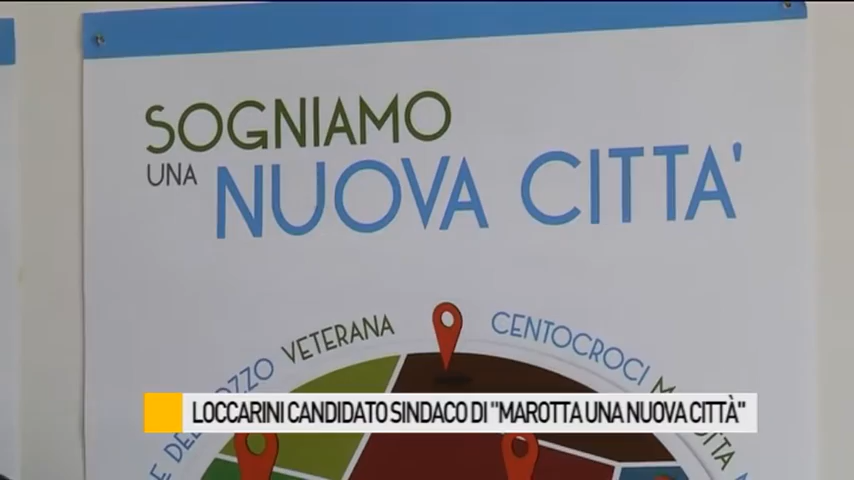 SOGNIAMO
UNA NUOVA CITTA'
VETERANA
CENTOCROCI
LOCCARINI CANDIDATO SINDACO DI "MAROTTA UNA NUOVA CITTÀ"